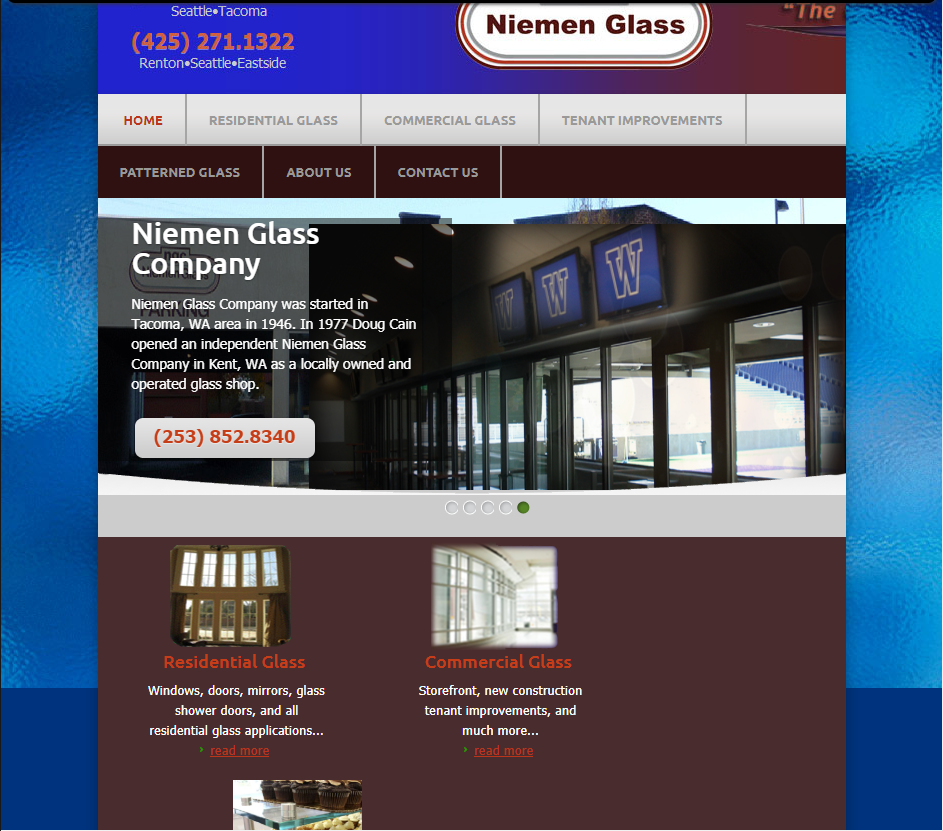 Seattle•Tacoma
(425) 271.1322
Renton•Seattle•Eastside
Niemen Glass
"The
HOME
RESIDENTIAL GLASS
COMMERCIAL GLASS
TENANT IMPROVEMENTS
PATTERNED GLASS
ABOUT US
CONTACT US
Niemen Glass
Company
PARKING
W W W
Niemen Glass Company was started in
Tacoma, WA area in 1946. In 1977 Doug Cain
opened an independent Niemen Glass
Company in Kent, WA as a locally owned and
operated glass shop.
(253) 852.8340
Residential Glass
Windows, doors, mirrors, glass
shower doors, and all
residential glass applications...
read more
Commercial Glass
Storefront, new construction
tenant improvements, and
much more...
read more